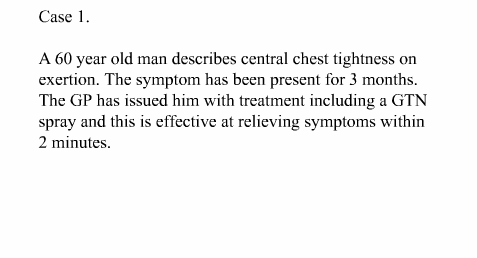 Case 1.
A 60 year old man describes central chest tightness on
exertion. The symptom has been present for 3 months.
The GP has issued him with treatment including a GTN
spray and this is effective at relieving symptoms within
2 minutes.